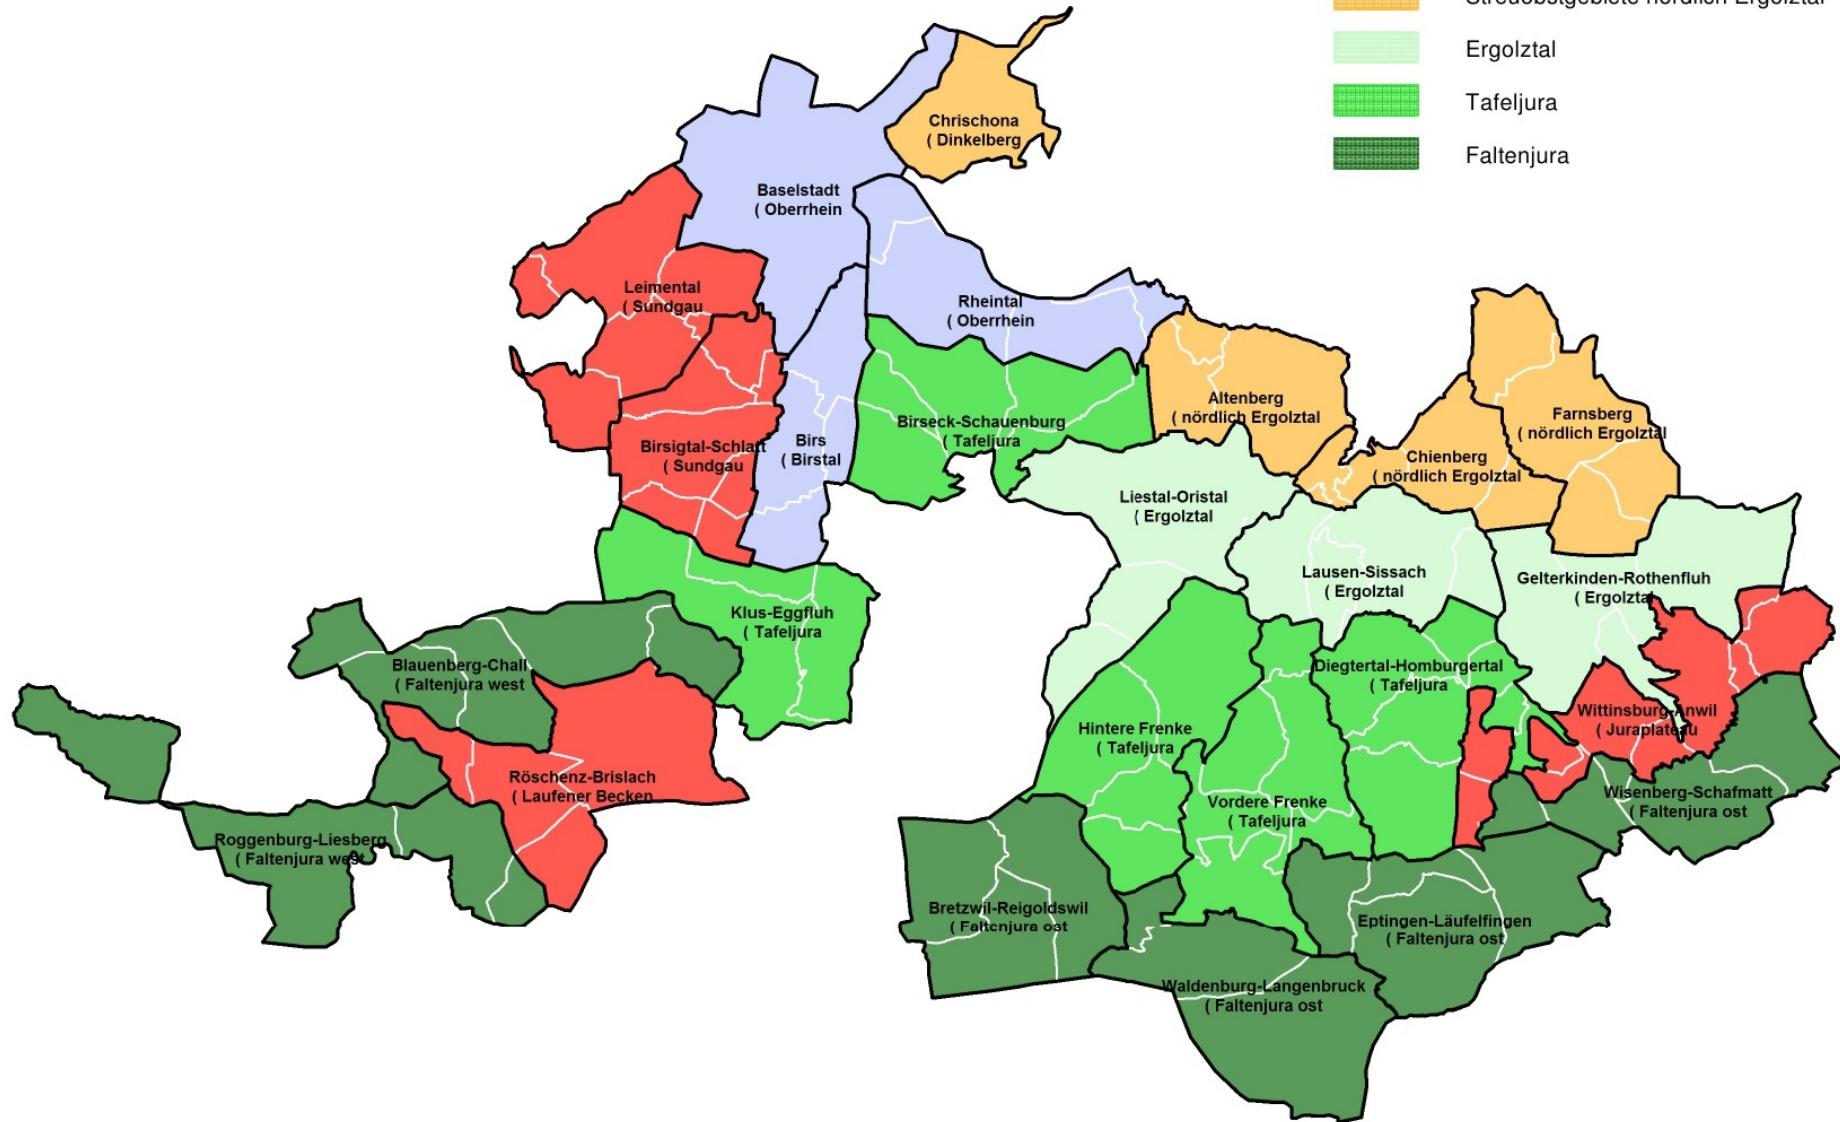 Streuobstgebiete nördlich Ergolztal
Ergolztal
Tafeljura
Faltenjura
Chrischona
( Dinkelberg
Baselstadt
( Oberrhein
Leimental
( Sundgau
Rheintal
( Oberrhein
Altenberg
( nördlich Ergolztal
Farnsberg
( nördlich Ergolztal
Birseck-Schauenburg
( Tafeljura
Birs
( Birstal
Birsigtal-Schlatt
( Sundgau
Chienberg
( nördlich Ergolztal
Liestal-Oristal
( Ergolztal
Lausen-Sissach
( Ergolztal
Gelterkinden-Rothenfluh
( Ergolztal
Klus-Eggfluh
( Tafeljura
Blauenberg-Chall
( Faltenjura west
Diegtertal-Homburgertal
( Tafeljura
Wittinsburg-Anwil
( Juraplateau
Hintere Frenke
( Tafeljura
Röschenz-Brislach
( Laufener Becken
Vordere Frenke
( Tafeljura
Wisenberg-Schafmatt
( Faltenjura ost
Roggenburg-Liesberg
( Faltenjura west
Bretzwil-Reigoldswil
( Faltenjura ost
Eptingen-Läufelfingen
( Faltenjura ost
Waldenburg-Langenbruck
( Faltenjura ost